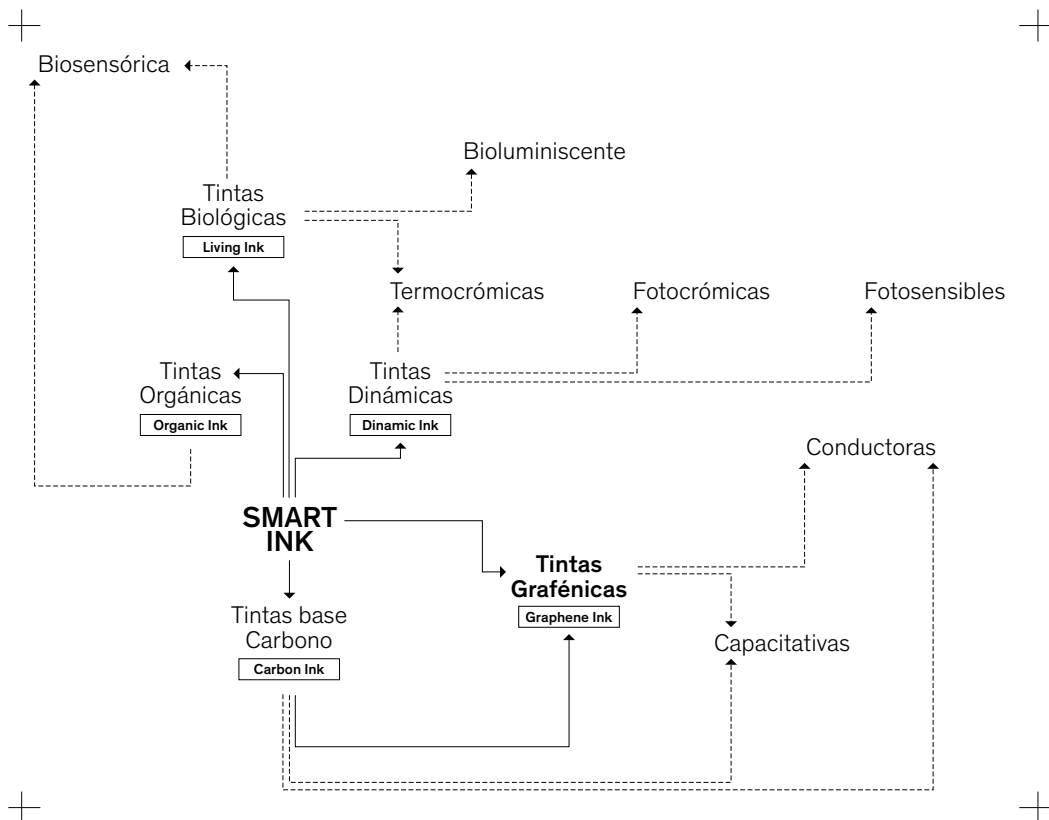 Biosensórica
Bioluminiscente
Tintas
Biológicas
Living Ink
Termocrómicas
Fotocrómicas
Fotosensibles
Tintas
Orgánicas
Organic Ink
Tintas
Dinámicas
Dinamic Ink
Conductoras
SMART
INK
Tintas
Grafénicas
Graphene Ink
Tintas base
Carbono
Carbon Ink
Capacitativas